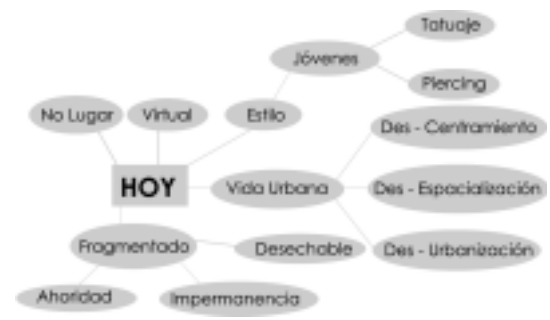 Tatuaje
Jóvenes
Piercing
No Lugar
Virtual
Estilo
Des - Centramiento
HOY
Vida Urbana
Des - Espacialización
Fragmentado
Desechable
Des - Urbanización
Ahoridad
Impermanencia